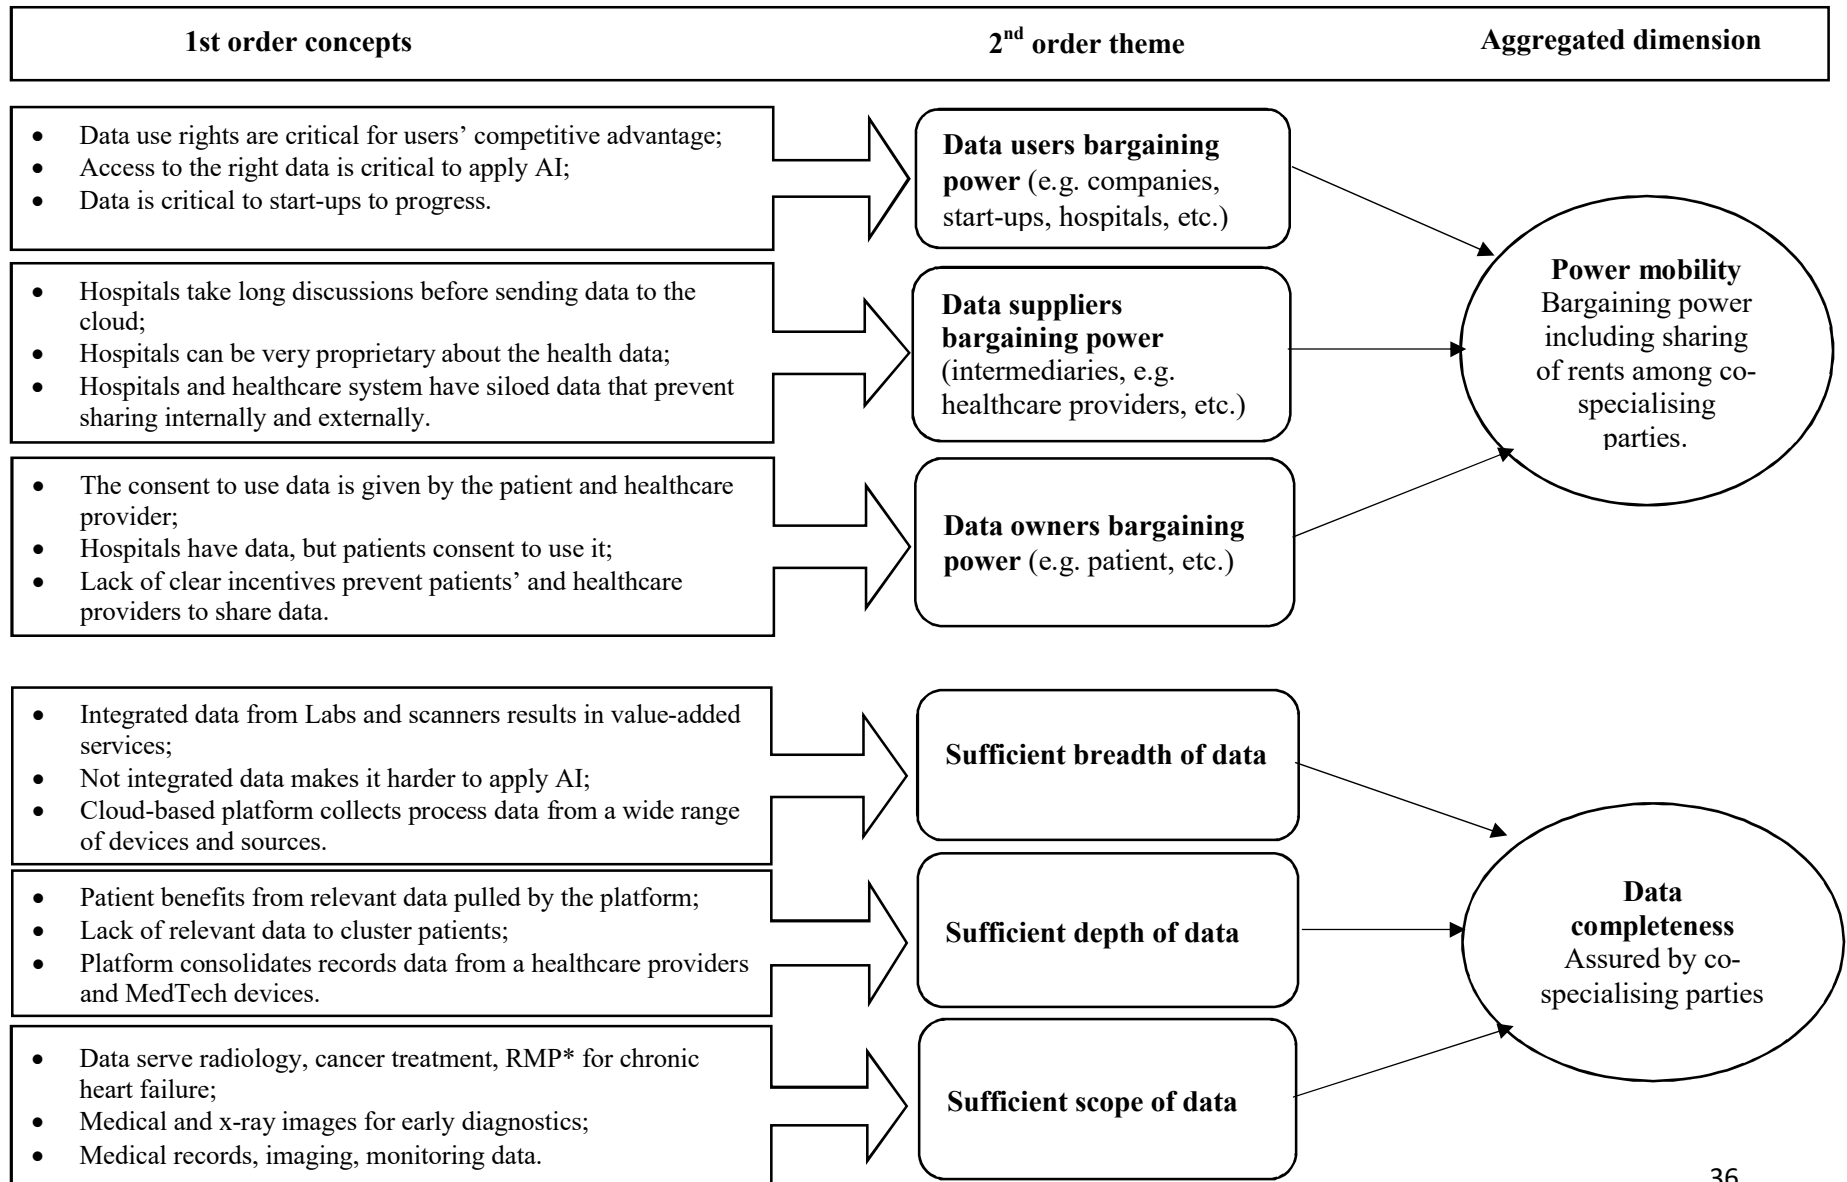 1st order concepts
2nd order theme
Aggregated dimension
• Data use rights are critical for users’ competitive advantage;
• Access to the right data is critical to apply AI;
• Data is critical to start-ups to progress.
Data users bargaining
power (e.g. companies,
start-ups, hospitals, etc.)
• Hospitals take long discussions before sending data to the
cloud;
• Hospitals can be very proprietary about the health data;
• Hospitals and healthcare system have siloed data that prevent
sharing internally and externally.
Data suppliers
bargaining power
(intermediaries, e.g.
healthcare providers, etc.)
• The consent to use data is given by the patient and healthcare
provider;
• Hospitals have data, but patients consent to use it;
• Lack of clear incentives prevent patients’ and healthcare
providers to share data.
Data owners bargaining
power (e.g. patient, etc.)
Power mobility
Bargaining power
including sharing
of rents among co-
specialising
parties.
• Integrated data from Labs and scanners results in value-added
services;
• Not integrated data makes it harder to apply AI;
• Cloud-based platform collects process data from a wide range
of devices and sources.
Sufficient breadth of data
• Patient benefits from relevant data pulled by the platform;
• Lack of relevant data to cluster patients;
• Platform consolidates records data from a healthcare providers
and MedTech devices.
Sufficient depth of data
• Data serve radiology, cancer treatment, RMP* for chronic
heart failure;
• Medical and x-ray images for early diagnostics;
• Medical records, imaging, monitoring data.
Sufficient scope of data
Data
completeness
Assured by co-
specialising parties
36